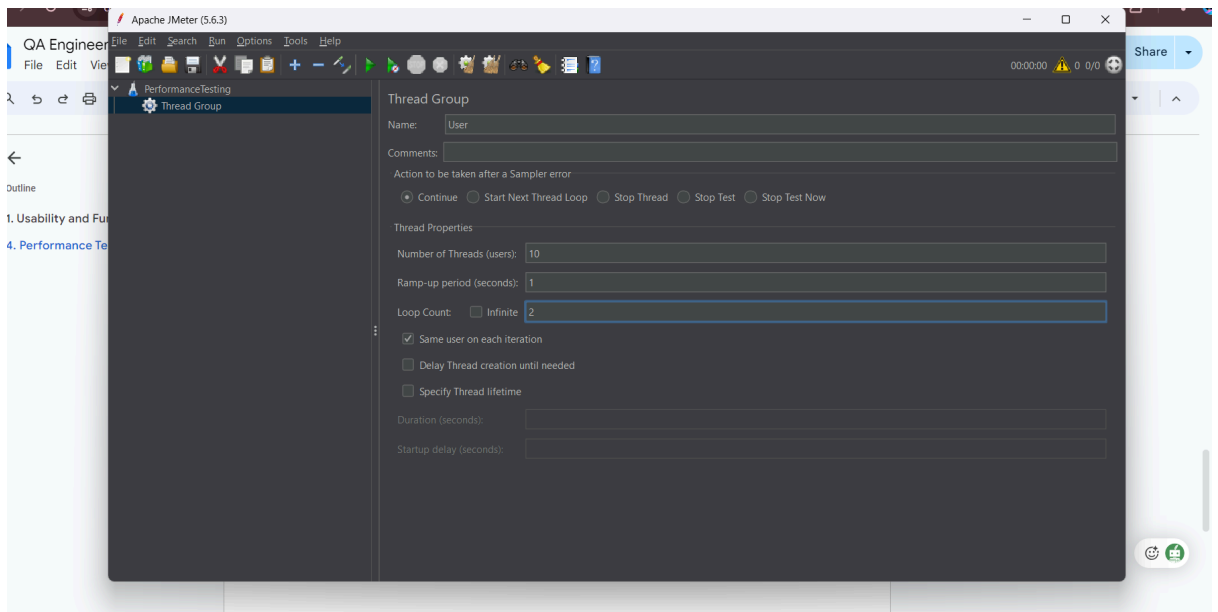 Apache JMeter (5.6.3)
QA Engineer
File Edit Search Run Options Tools Help
Share
File Edit Vie
00:00:00 0 0/0
PerformanceTesting
Thread Group
Thread Group
Name: User
Comments:
Action to be taken after a Sampler error
Continue Start Next Thread Loop Stop Thread Stop Test Stop Test Now
Outline
1. Usability and Fun
4. Performance Te
Thread Properties
Number of Threads (users): 10
Ramp-up period (seconds): 1
Loop Count: Infinite 2
Same user on each iteration
Delay Thread creation until needed
Specify Thread lifetime
Duration (seconds):
Startup delay (seconds):